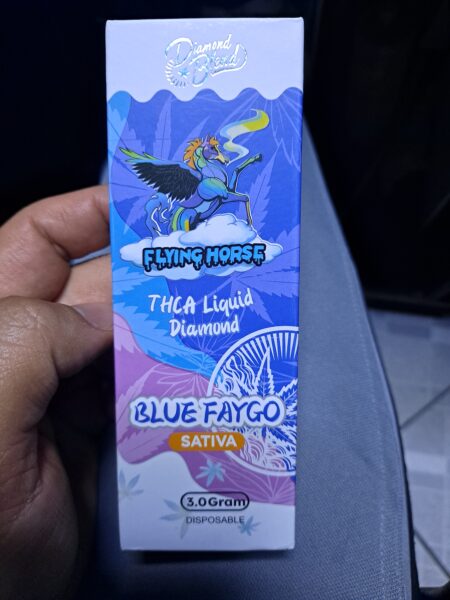 Diamond
Blend
FLYING HORSE
THCA Liquid
Diamond
BLUE FAYGO
SATIVA
3.0Gram
DISPOSABLE